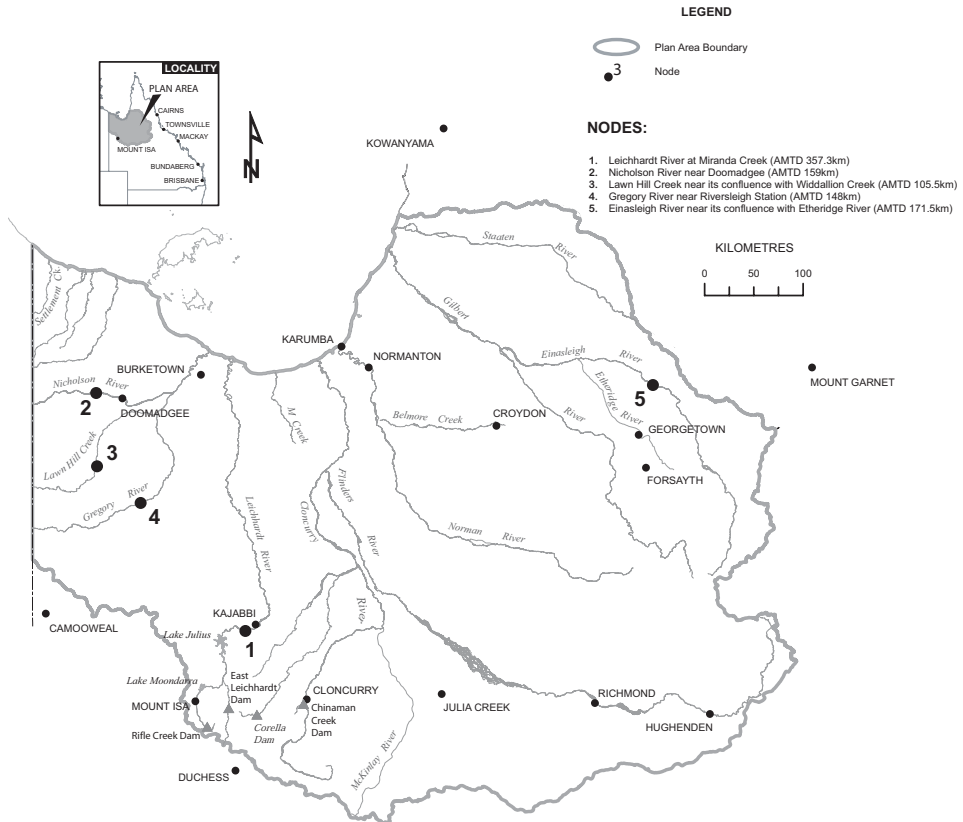 LEGEND
Plan Area Boundary
3
Node
LOCALITY
PLAN AREA
CAIRNS
TOWNSVILLE
MACKAY
MOUNT ISA
BUNDABERG
BRISBANE
N
KOWANYAMA
NODES:
1. Leichhardt River at Miranda Creek (AMTD 357.3km)
2. Nicholson River near Doomadgee (AMTD 159km)
3. Lawn Hill Creek near its confluence with Widdallion Creek (AMTD 105.5km)
4. Gregory River near Riversleigh Station (AMTD 148km)
5. Einasleigh River near its confluence with Etheridge River (AMTD 171.5km)
KILOMETRES
0 50 100
Staaten River
Settlement Ck.
Gilbert
River
KARUMBA
NORMANTON
Einasleigh River
MOUNT GARNET
BURKETOWN
Nicholson River
2
DOOMADGEE
5
Etheridge River
M Creek
Belmore Creek
CROYDON
GEORGETOWN
FORSAYTH
Lawn Hill Creek
3
Gregory River
4
Leichhardt River
Cloncurry
River
Flinders
River
Norman River
CAMOOWEAL
KAJABBI
1
Lake Julius
Lake Moondarra
East
Leichhardt
Dam
MOUNT ISA
CLONCURRY
Chinaman
Creek
Dam
Corella
Dam
Rifle Creek Dam
DUCHESS
McKinlay River
JULIA CREEK
RICHMOND
HUGHENDEN